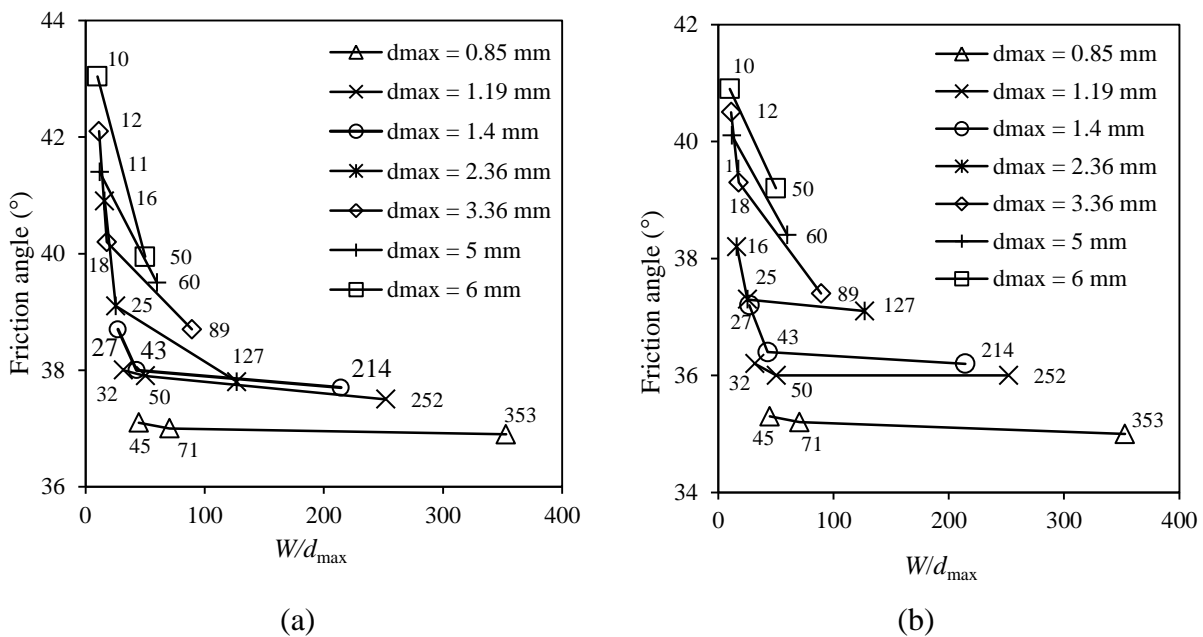 44
42
40
38
36
Friction angle (°)
0
100
200
300
400
W/dmax
10
12
11
16
50
18
60
25
89
27
43
127
214
32
50
252
353
45
71
dmax = 0.85 mm
dmax = 1.19 mm
dmax = 1.4 mm
dmax = 2.36 mm
dmax = 3.36 mm
dmax = 5 mm
dmax = 6 mm
(a)
42
40
38
36
34
Friction angle (°)
0
100
200
300
400
W/dmax
10
12
11
50
18
16
60
25
89
27
127
43
214
32
50
252
45
71
353
dmax = 0.85 mm
dmax = 1.19 mm
dmax = 1.4 mm
dmax = 2.36 mm
dmax = 3.36 mm
dmax = 5 mm
dmax = 6 mm
(b)